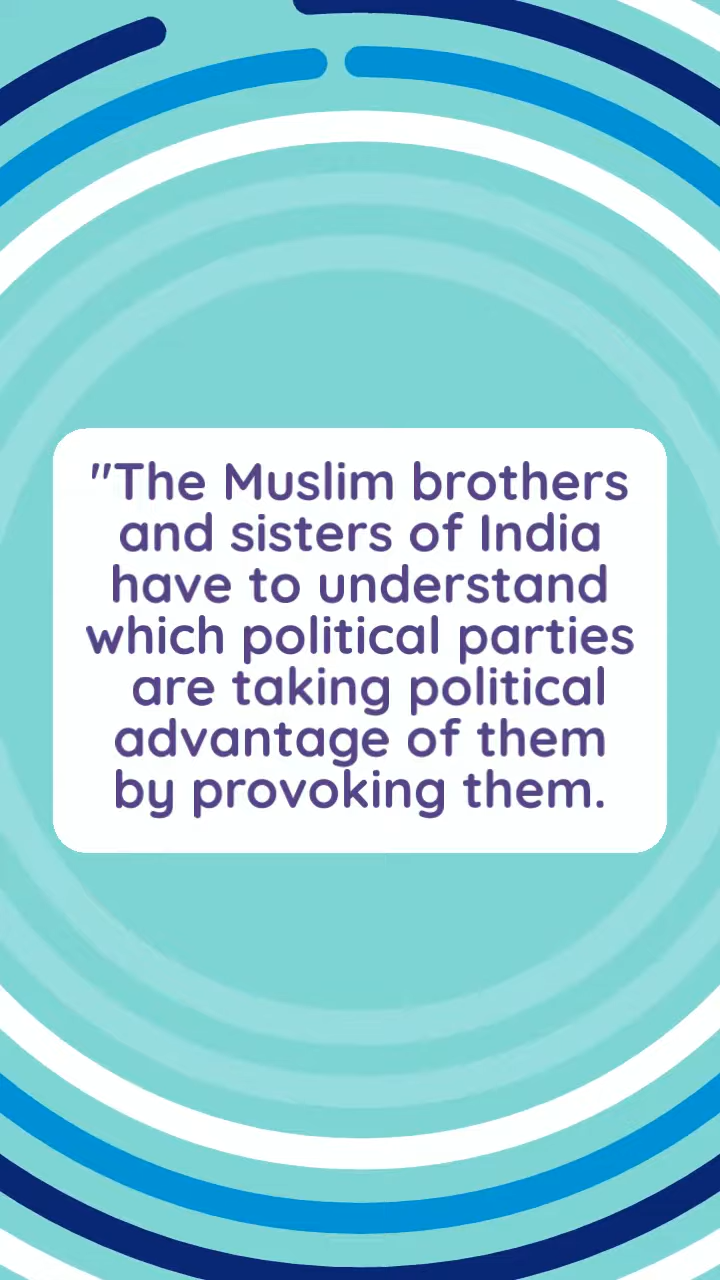 "The Muslim brothers
and sisters of India
have to understand
which political parties
are taking political
advantage of them
by provoking them.